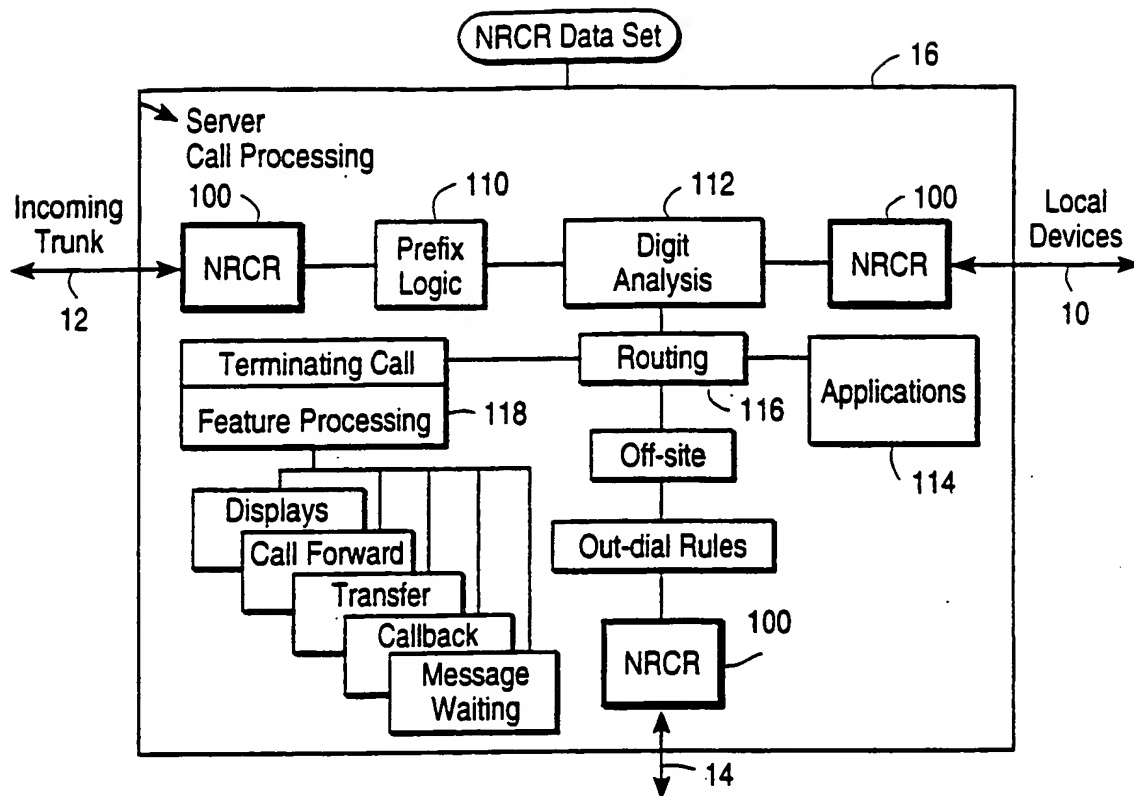 NRCR Data Set
16
Server
Call Processing
100
110
112
100
Incoming
Trunk
Local
Devices
NRCR
Prefix
Logic
Digit
Analysis
NRCR
12
10
Terminating Call
Routing
Applications
Feature Processing
118
116
114
Off-site
Displays
Call Forward
Transfer
Callback
Message
Waiting
Out-dial Rules
100
NRCR
14